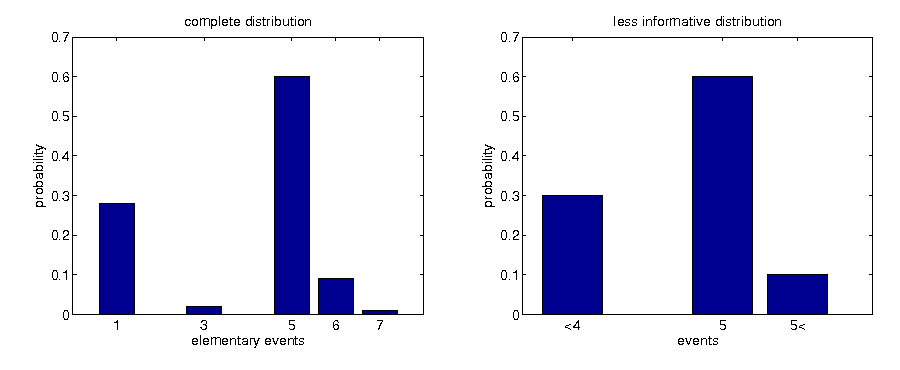 complete distribution
0.7
0.6
0.5
0.4
0.3
0.2
0.1
0
probability
1 3 5 6 7
elementary events
less informative distribution
0.7
0.6
0.5
0.4
0.3
0.2
0.1
0
probability
<4 5 5<
events